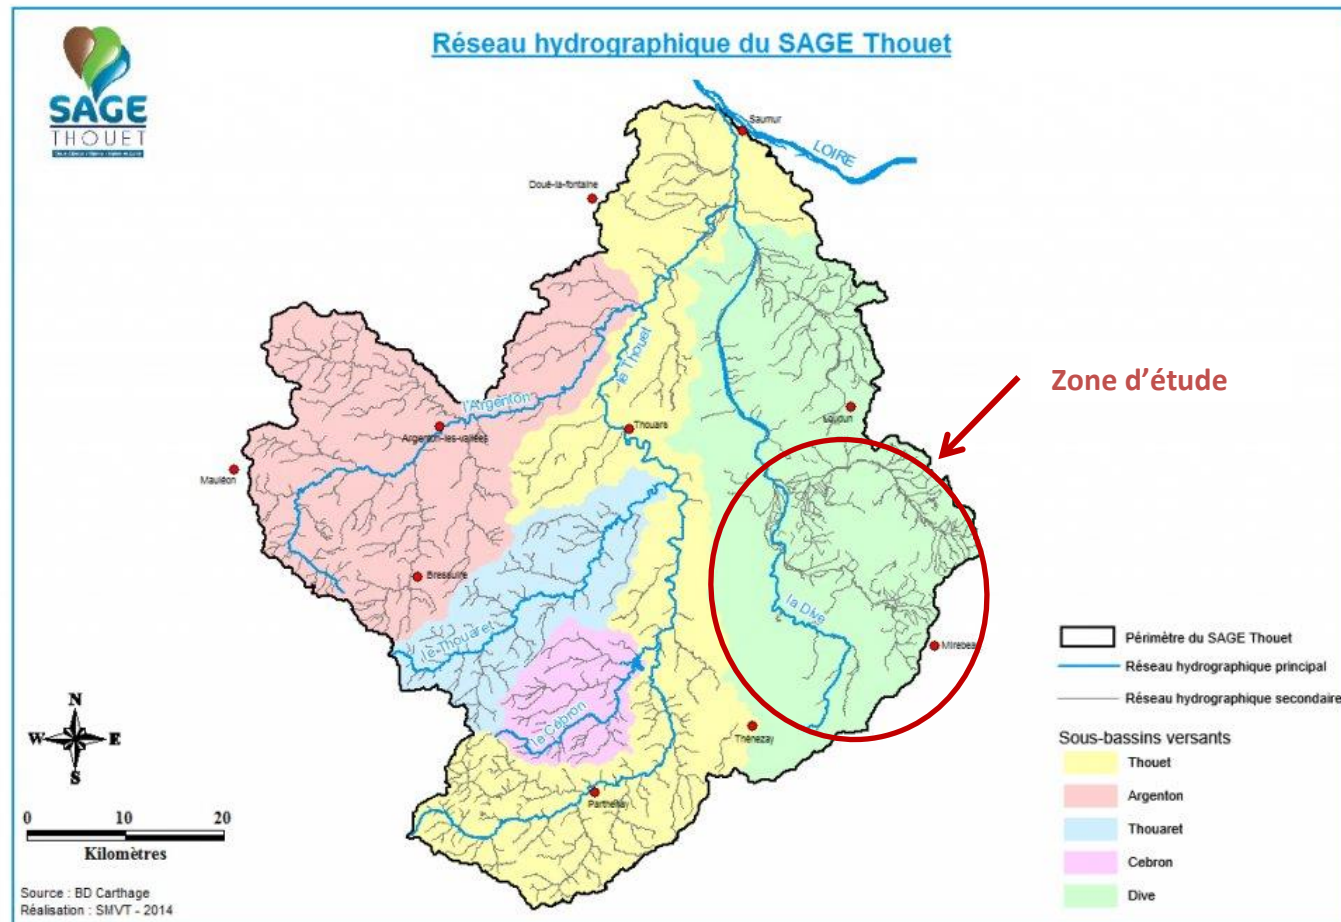 Réseau hydrographique du SAGE Thouet
SAGE
THOUET
Saumur
LOIRE
Doué-la-fontaine
le Thouet
l'Argenton
Argenton-les-vallées
Thouars
Loudun
Zone d'étude
Mauléon
Bressuire
la Dive
le Thouaret
Mirebeau
le Cébron
Thénezay
Parthenay
N
W
E
S
0
10
20
Kilomètres
Source : BD Carthage
Réalisation : SMVT - 2014
Périmètre du SAGE Thouet
Réseau hydrographique principal
Réseau hydrographique secondaire
Sous-bassins versants
Thouet
Argenton
Thouaret
Cebron
Dive